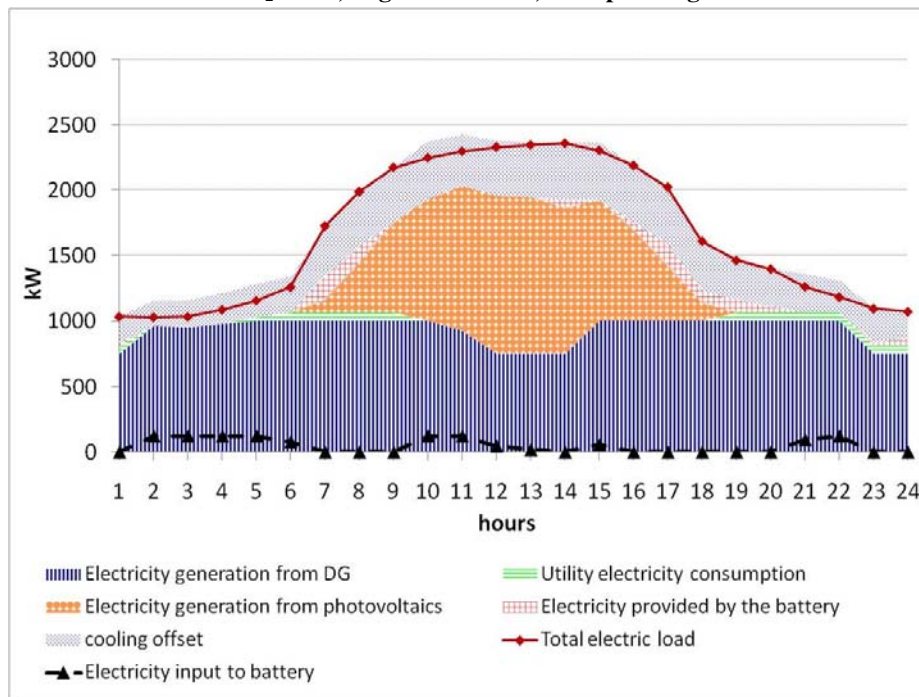 3000
2500
2000
1500
1000
500
0
kW
1 2 3 4 5 6 7 8 9 10 11 12 13 14 15 16 17 18 19 20 21 22 23 24
hours
Electricity generation from DG
Utility electricity consumption
Electricity generation from photovoltaics
Electricity provided by the battery
cooling offset
Total electric load
Electricity input to battery